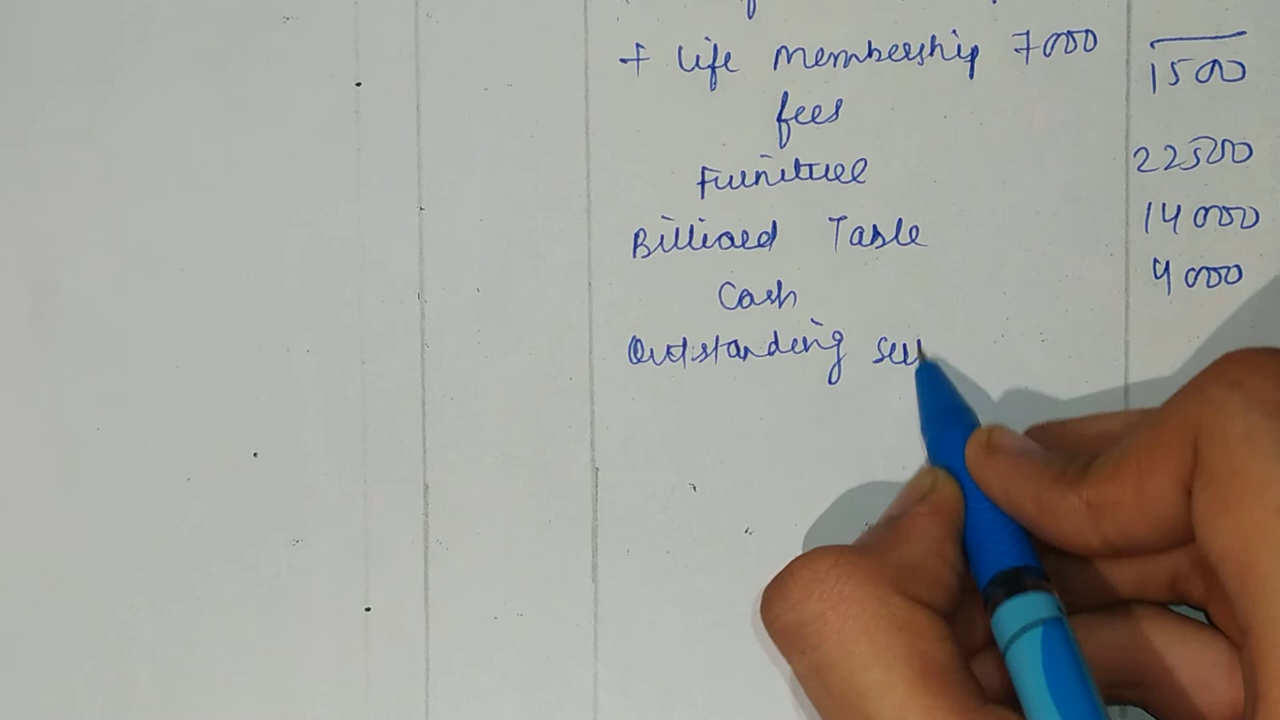 + life membership 7000 1500
fees
Furniture 22500
Billiard Table 14000
Cash 4000
Outstanding